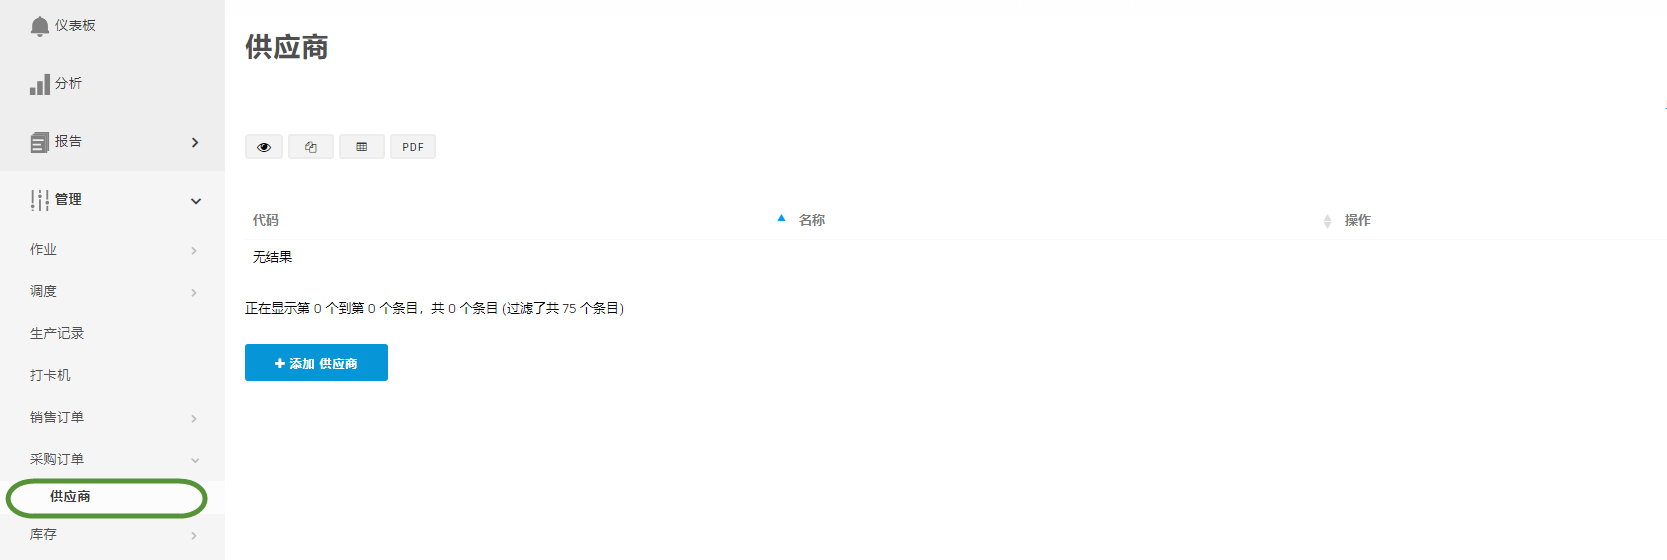 仪表板
分析
报告
管理
作业
调度
生产记录
打卡机
销售订单
采购订单
供应商
库存
供应商
PDF
代码 名称 操作
无结果
正在显示第 0 个到第 0 个条目，共 0 个条目 (过滤了共 75 个条目)
添加 供应商